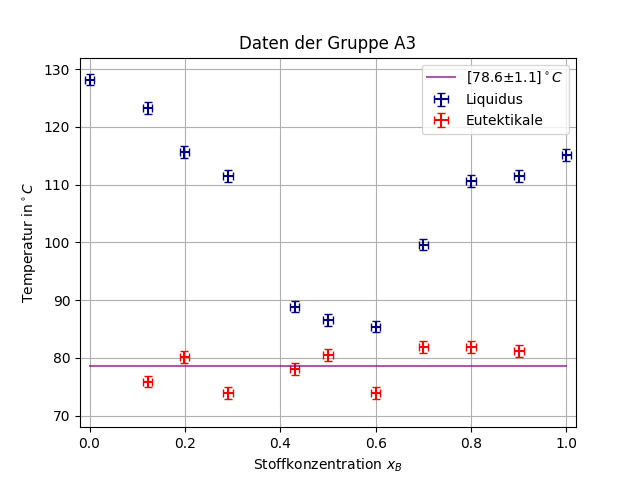 Daten der Gruppe A3
[78.6±1.1]°C
Liquidus
Eutektikale
130
120
110
100
90
80
70
Temperatur in°C
0.0
0.2
0.4
0.6
0.8
1.0
Stoffkonzentration x_B